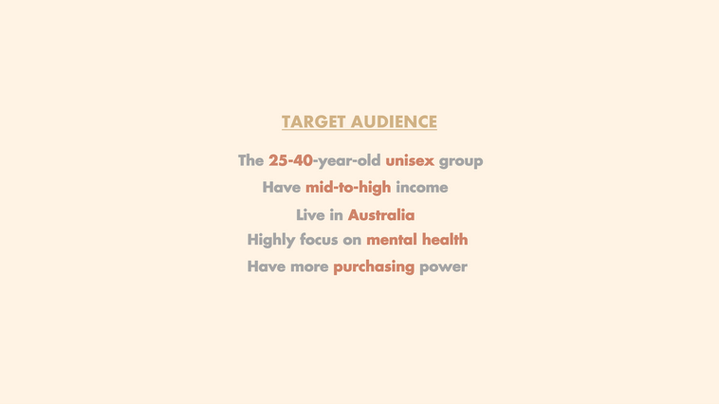 TARGET AUDIENCE
The 25-40-year-old unisex group
Have mid-to-high income
Live in Australia
Highly focus on mental health
Have more purchasing power